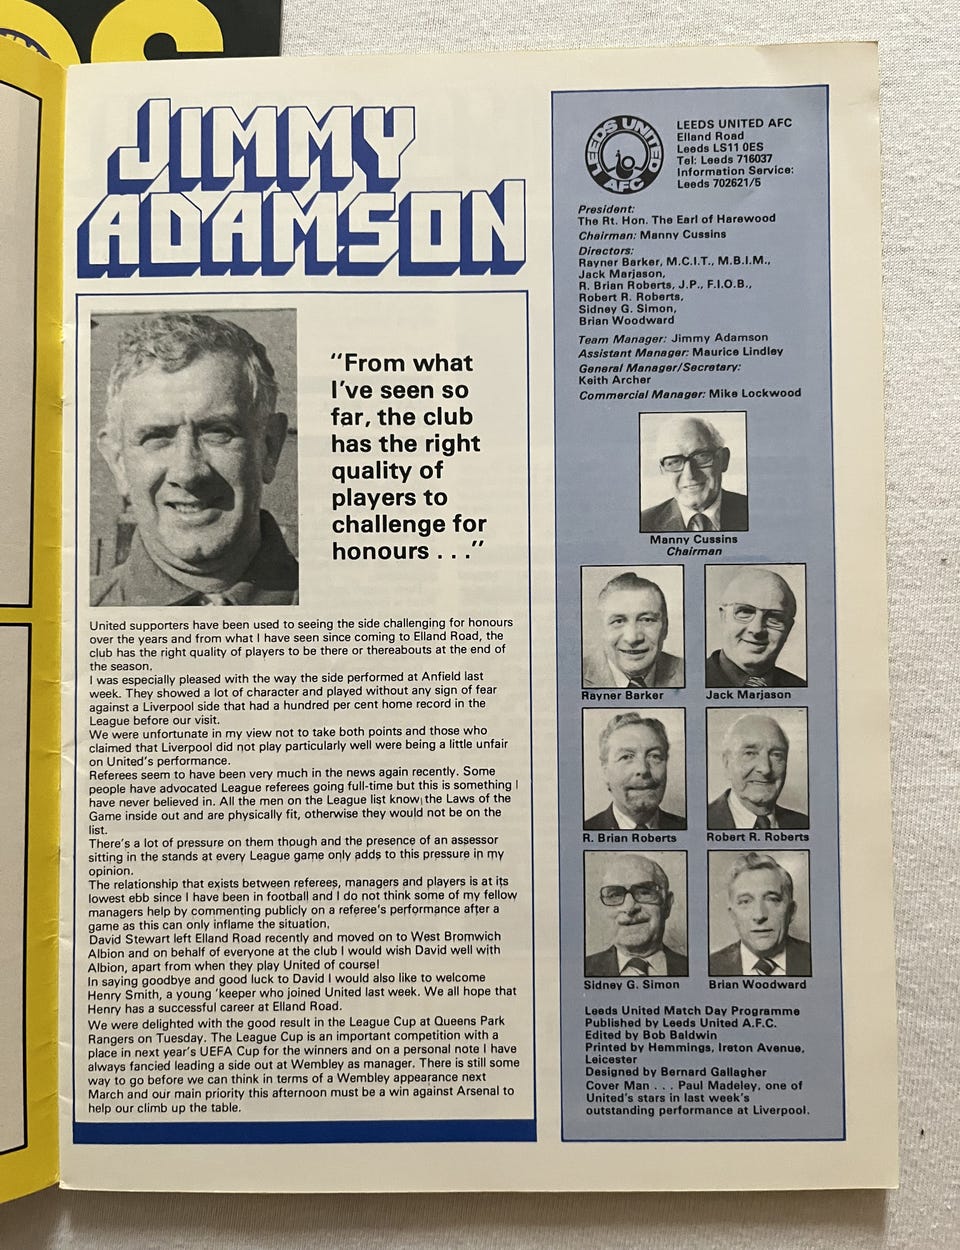 JIMMY
ADAMSON
"From what
I've seen so
far, the club
has the right
quality of
players to
challenge for
honours . . ."
United supporters have been used to seeing the side challenging for honours
over the years and from what I have seen since coming to Elland Road, the
club has the right quality of players to be there or thereabouts at the end of
the season.
I was especially pleased with the way the side performed at Anfield last
week. They showed a lot of character and played without any sign of fear
against a Liverpool side that had a hundred per cent home record in the
League before our visit.
We were unfortunate in my view not to take both points and those who
claimed that Liverpool did not play particularly well were being a little unfair
on United's performance.
Referees seem to have been very much in the news again recently. Some
people have advocated League referees going full-time but this is something I
have never believed in. All the men on the League list know the Laws of the
Game inside out and are physically fit, otherwise they would not be on the
list.
There's a lot of pressure on them though and the presence of an assessor
sitting in the stands at every League game only adds to this pressure in my
opinion.
The relationship that exists between referees, managers and players is at its
lowest ebb since I have been in football and I do not think some of my fellow
managers help by commenting publicly on a referee's performance after a
game as this can only inflame the situation.
David Stewart left Elland Road recently and moved on to West Bromwich
Albion and on behalf of everyone at the club I would wish David well with
Albion, apart from when they play United of course!
In saying goodbye and good luck to David I would also like to welcome
Henry Smith, a young 'keeper who joined United last week. We all hope that
Henry has a successful career at Elland Road.
We were delighted with the good result in the League Cup at Queens Park
Rangers on Tuesday. The League Cup is an important competition with a
place in next year's UEFA Cup for the winners and on a personal note I have
always fancied leading a side out at Wembley as manager. There is still some
way to go before we can think in terms of a Wembley appearance next
March and our main priority this afternoon must be a win against Arsenal to
help our climb up the table.
LEEDS UNITED
AFC
LEEDS UNITED AFC
Elland Road
Leeds LS11 0ES
Tel: Leeds 716037
Information Service:
Leeds 702621/5
President:
The Rt. Hon. The Earl of Harewood
Chairman: Manny Cussins
Directors:
Rayner Barker, M.C.I.T., M.B.I.M.,
Jack Marjason,
R. Brian Roberts, J.P., F.I.O.B.,
Robert R. Roberts,
Sidney G. Simon,
Brian Woodward
Team Manager: Jimmy Adamson
Assistant Manager: Maurice Lindley
General Manager/Secretary:
Keith Archer
Commercial Manager: Mike Lockwood
Manny Cussins
Chairman
Rayner Barker
Jack Marjason
R. Brian Roberts
Robert R. Roberts
Sidney G. Simon
Brian Woodward
Leeds United Match Day Programme
Published by Leeds United A.F.C.
Edited by Bob Baldwin
Printed by Hemmings, Ireton Avenue,
Leicester
Designed by Bernard Gallagher
Cover Man . . . Paul Madeley, one of
United's stars in last week's
outstanding performance at Liverpool.